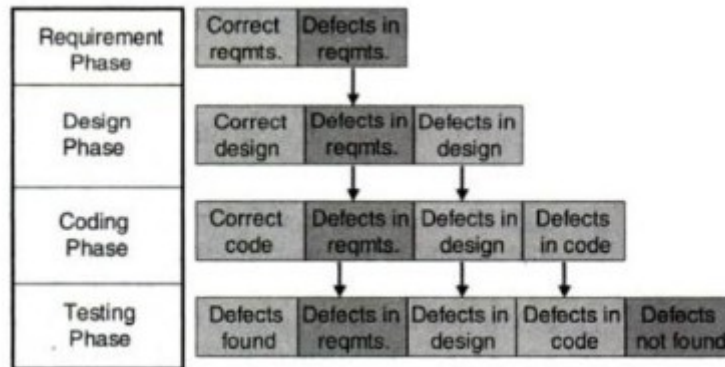 Requirement
Phase
Correct
reqmts.
Defects in
reqmts.
Design
Phase
Correct
design
Defects in
reqmts.
Defects in
design
Coding
Phase
Correct
code
Defects in
reqmts.
Defects in
design
Defects
in code
Testing
Phase
Defects
found
Defects in
reqmts.
Defects in
design
Defects in
code
Defects
not found